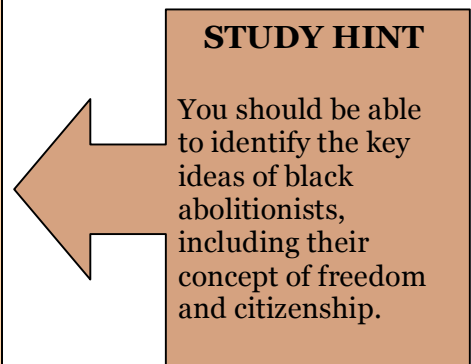 STUDY HINT
You should be able
to identify the key
ideas of black
abolitionists,
including their
concept of freedom
and citizenship.